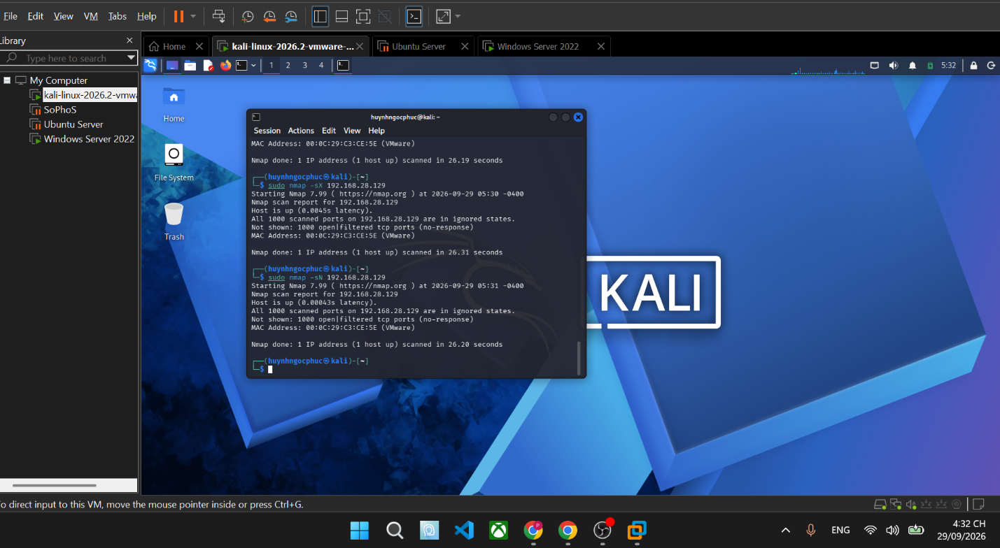 File Edit View VM Tabs Help
Library
Type here to search
My Computer
kali-linux-2026.2-vmwa
SoPhoS
Ubuntu Server
Windows Server 2022
Home
kali-linux-2026.2-vmware-...
Ubuntu Server
Windows Server 2022
1 2 3 4
5:32
Home
File System
Trash
huynhngocphuc@kali: ~
Session Actions Edit View Help
MAC Address: 00:0C:29:C3:CE:5E (VMware)
Nmap done: 1 IP address (1 host up) scanned in 26.19 seconds
┌──(huynhngocphuc㉿kali)-[~]
└─$ sudo nmap -sX 192.168.28.129
Starting Nmap 7.99 ( https://nmap.org ) at 2026-09-29 05:30 -0400
Nmap scan report for 192.168.28.129
Host is up (0.0045s latency).
All 1000 scanned ports on 192.168.28.129 are in ignored states.
Not shown: 1000 open|filtered tcp ports (no-response)
MAC Address: 00:0C:29:C3:CE:5E (VMware)
Nmap done: 1 IP address (1 host up) scanned in 26.31 seconds
┌──(huynhngocphuc㉿kali)-[~]
└─$ sudo nmap -sN 192.168.28.129
Starting Nmap 7.99 ( https://nmap.org ) at 2026-09-29 05:31 -0400
Nmap scan report for 192.168.28.129
Host is up (0.00043s latency).
All 1000 scanned ports on 192.168.28.129 are in ignored states.
Not shown: 1000 open|filtered tcp ports (no-response)
MAC Address: 00:0C:29:C3:CE:5E (VMware)
Nmap done: 1 IP address (1 host up) scanned in 26.20 seconds
┌──(huynhngocphuc㉿kali)-[~]
└─$
KALI
o direct input to this VM, move the mouse pointer inside or press Ctrl+G.
P
ENG
4:32 CH
29/09/2026